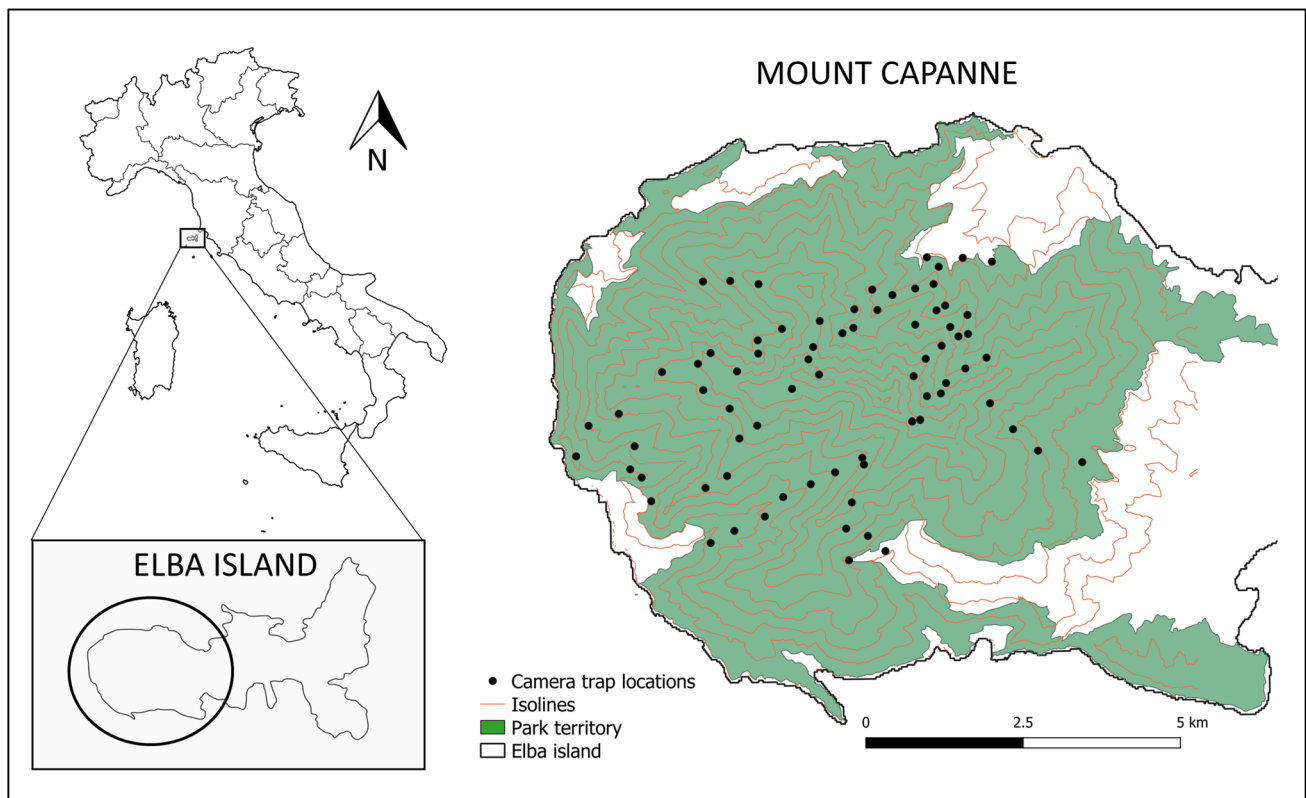 MOUNT CAPANNE
N
ELBA ISLAND
Camera trap locations
Isolines
Park territory
Elba island
0 2.5 5 km